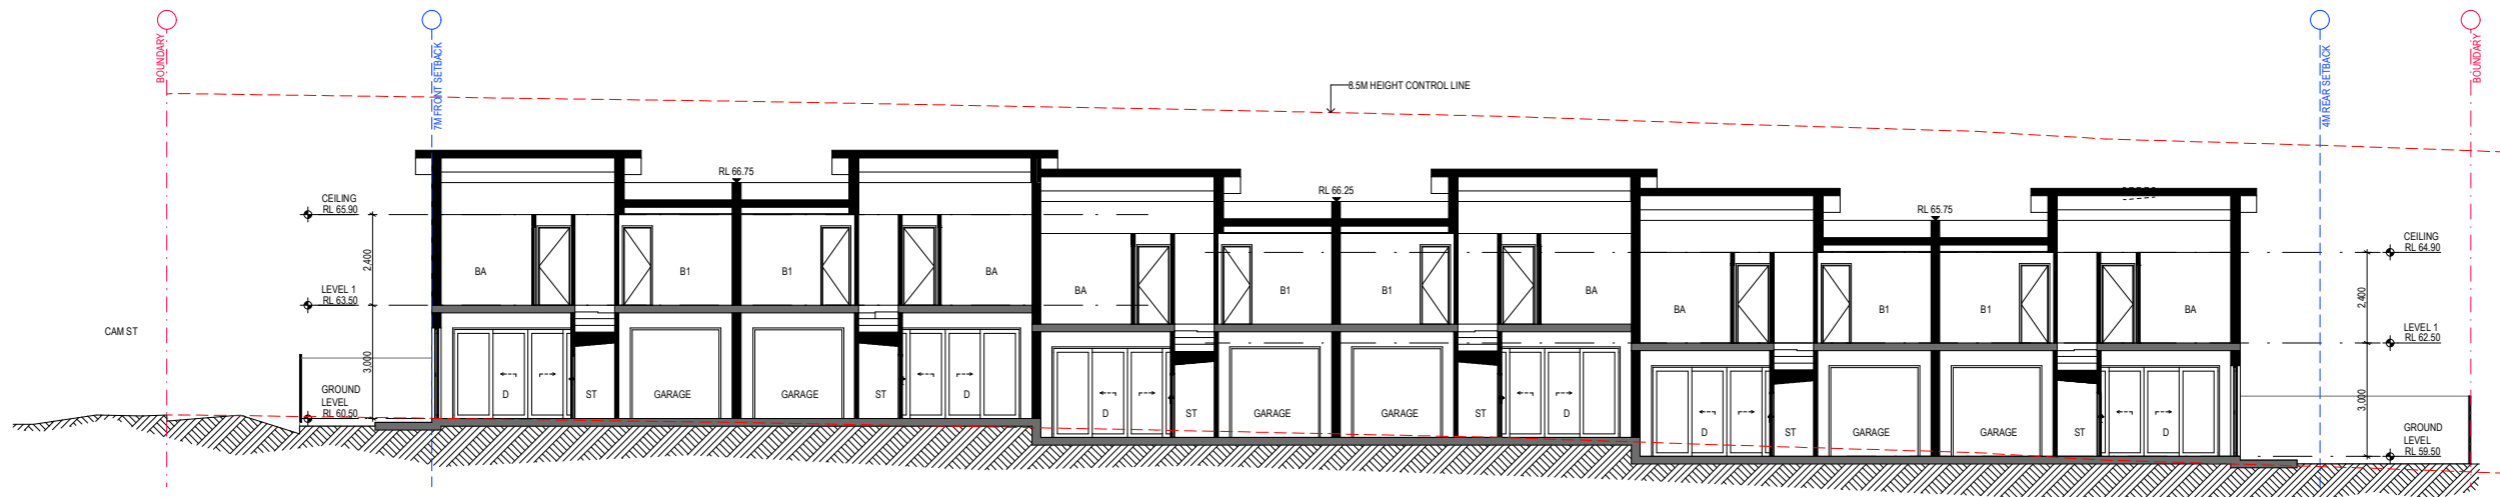 BOUNDARY
7M FRONT SETBACK
8.5M HEIGHT CONTROL LINE
4M REAR SETBACK
BOUNDARY
RL 66.75
RL 66.25
RL 65.75
CEILING
RL 65.90
2,400
LEVEL 1
RL 63.50
3,000
GROUND
LEVEL
RL 60.50
CAM ST
BA
B1
B1
BA
BA
B1
B1
BA
BA
B1
B1
BA
D
ST
GARAGE
GARAGE
ST
D
D
ST
GARAGE
GARAGE
ST
D
D
ST
GARAGE
GARAGE
ST
D
CEILING
RL 64.90
2,400
LEVEL 1
RL 62.50
3,000
GROUND
LEVEL
RL 59.50